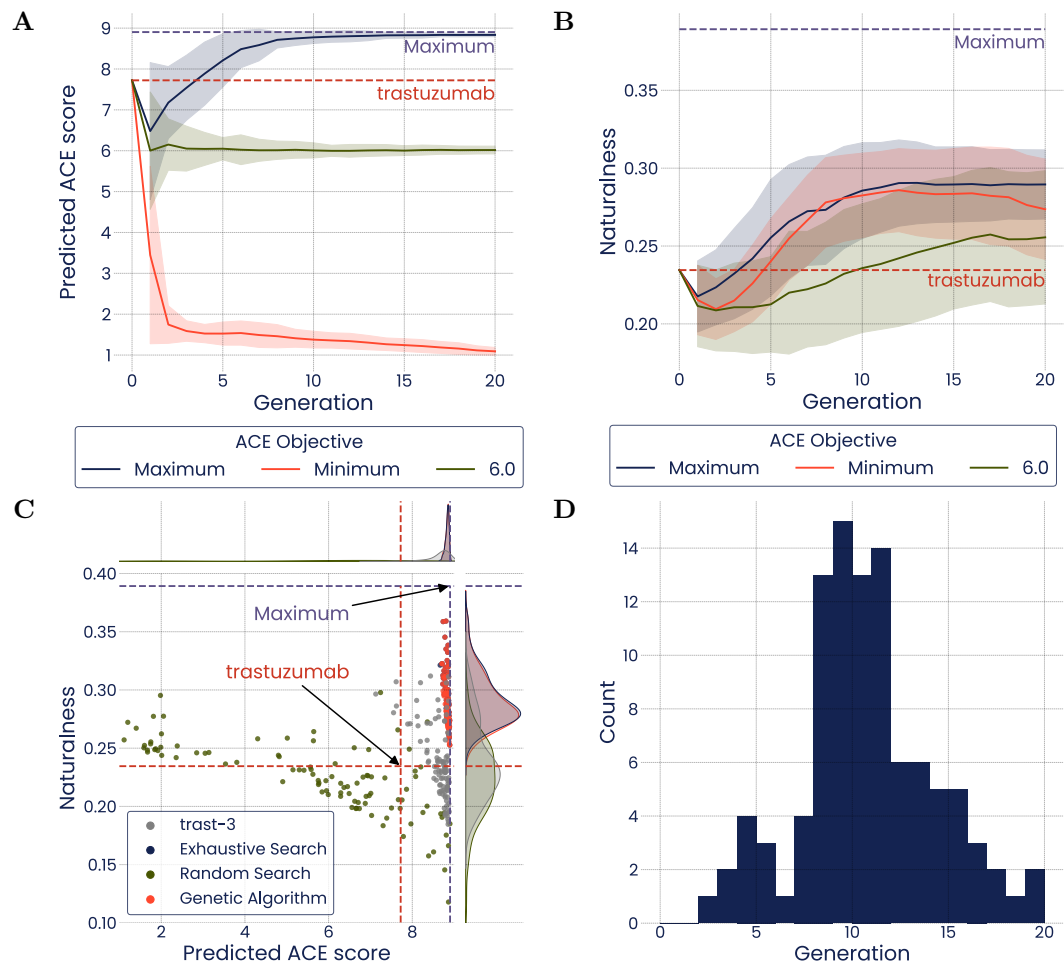 A
9
8
7
6
5
4
3
2
1
Predicted ACE score
Maximum
trastuzumab
0 5 10 15 20
Generation
ACE Objective
Maximum Minimum 6.0
B
0.35
0.30
0.25
0.20
Naturalness
Maximum
trastuzumab
0 5 10 15 20
Generation
ACE Objective
Maximum Minimum 6.0
C
0.40
0.35
0.30
0.25
0.20
0.15
0.10
Naturalness
Maximum
trastuzumab
trast-3
Exhaustive Search
Random Search
Genetic Algorithm
2 4 6 8
Predicted ACE score
D
14
12
10
8
6
4
2
0
Count
0 5 10 15 20
Generation